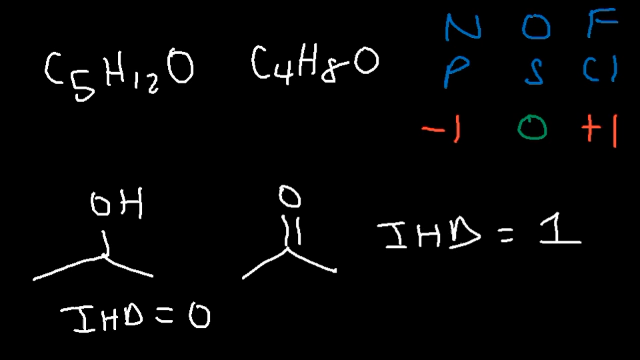 C5H12O C4H8O
N O F
P S Cl
-1 0 +1
OH
O
IHD = 1
IHD = 0